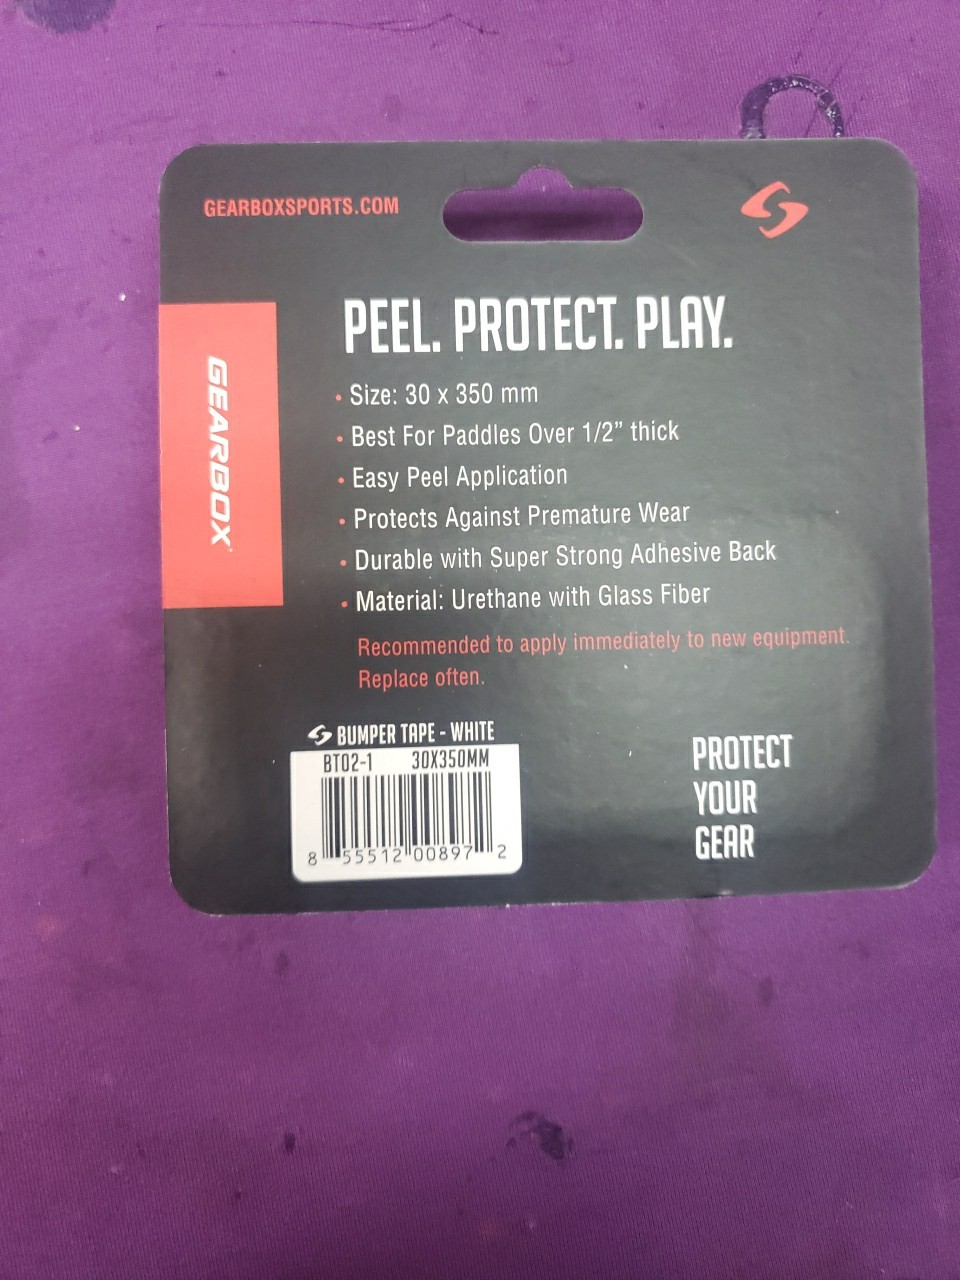 GEARBOXSPORTS.COM
GEARBOX
PEEL. PROTECT. PLAY.
• Size: 30 x 350 mm
• Best For Paddles Over 1/2” thick
• Easy Peel Application
• Protects Against Premature Wear
• Durable with Super Strong Adhesive Back
• Material: Urethane with Glass Fiber
Recommended to apply immediately to new equipment.
Replace often.
BUMPER TAPE - WHITE
BT02-1 30X350MM
8 55512 00897 2
PROTECT
YOUR
GEAR